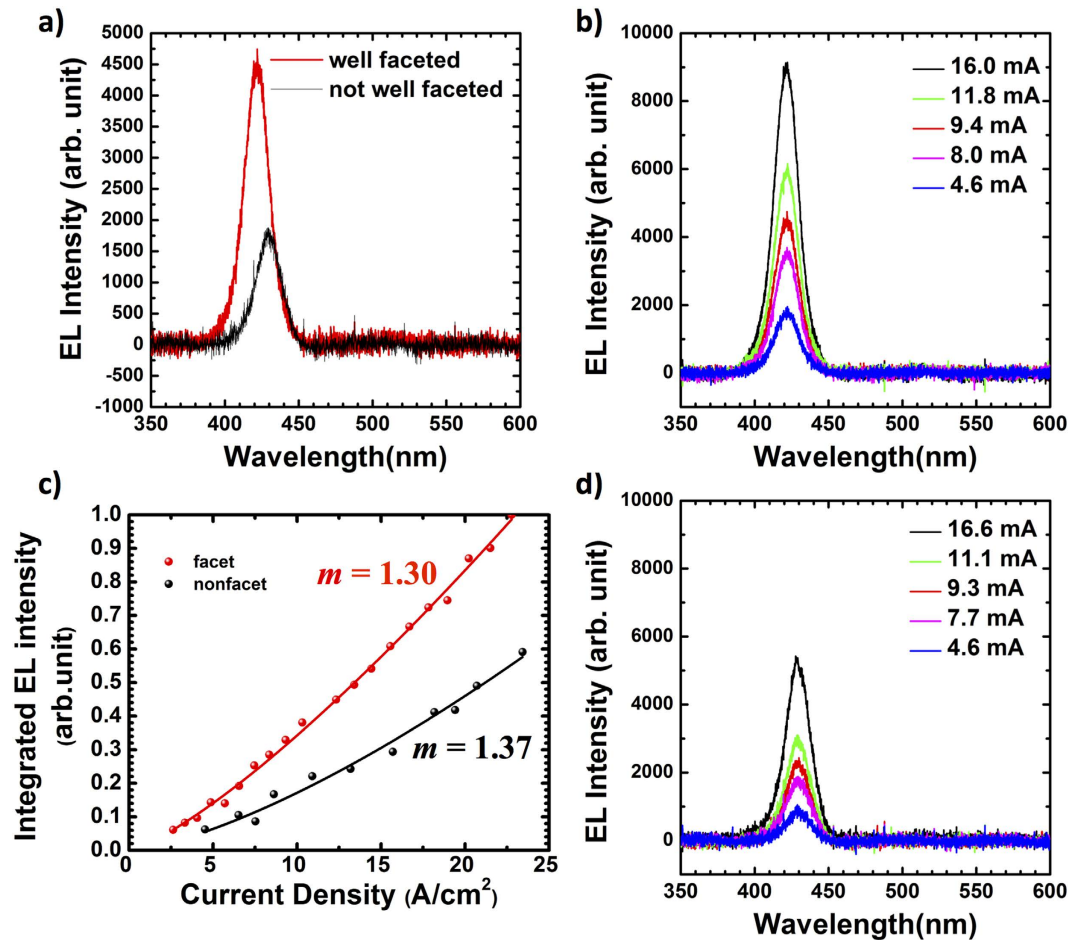 a)
5000
4500
4000
3500
3000
2500
2000
1500
1000
500
0
-500
-1000
EL Intensity (arb. unit)
well faceted
not well faceted
350 400 450 500 550 600
Wavelength(nm)
b)
10000
8000
6000
4000
2000
0
EL Intensity (arb. unit)
16.0 mA
11.8 mA
9.4 mA
8.0 mA
4.6 mA
350 400 450 500 550 600
Wavelength(nm)
c)
1.0
0.9
0.8
0.7
0.6
0.5
0.4
0.3
0.2
0.1
0.0
Integrated EL intensity
(arb.unit)
facet
nonfacet
m = 1.30
m = 1.37
0 5 10 15 20 25
Current Density (A/cm²)
d)
10000
8000
6000
4000
2000
0
EL Intensity (arb. unit)
16.6 mA
11.1 mA
9.3 mA
7.7 mA
4.6 mA
350 400 450 500 550 600
Wavelength(nm)